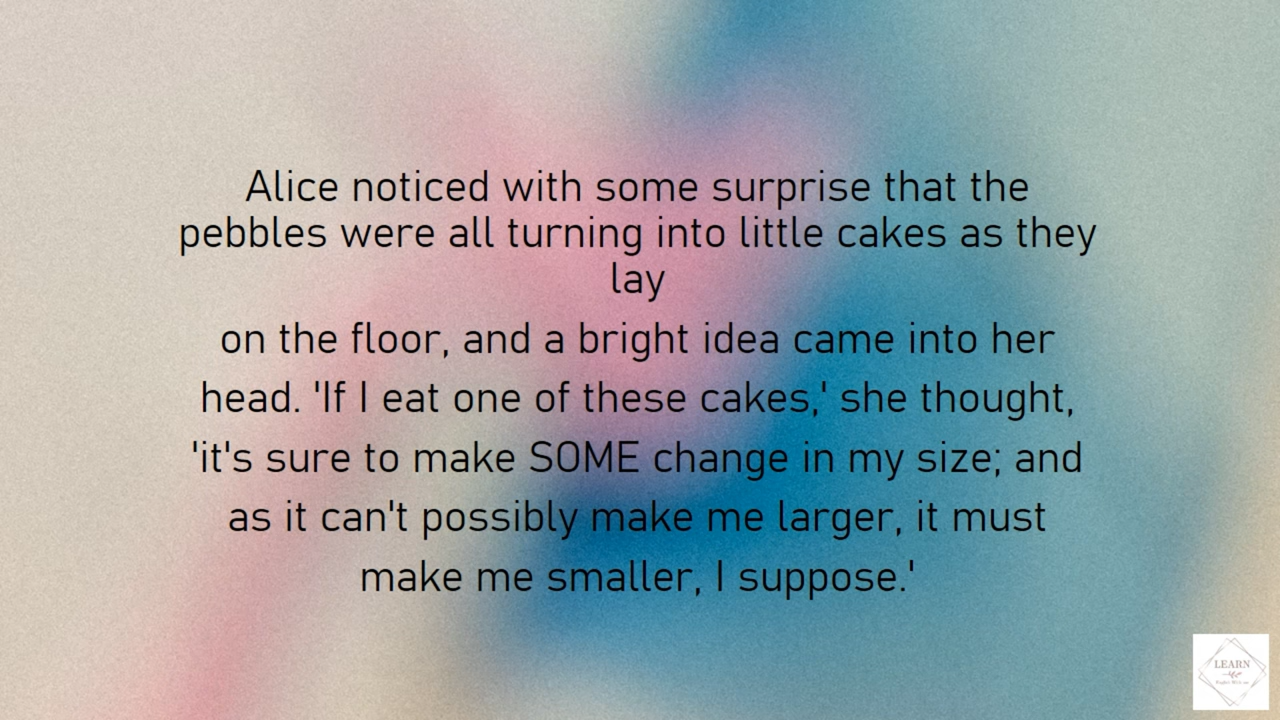 Alice noticed with some surprise that the
pebbles were all turning into little cakes as they
lay
on the floor, and a bright idea came into her
head. 'If I eat one of these cakes,' she thought,
'it's sure to make SOME change in my size; and
as it can't possibly make me larger, it must
make me smaller, I suppose.'
LEARN